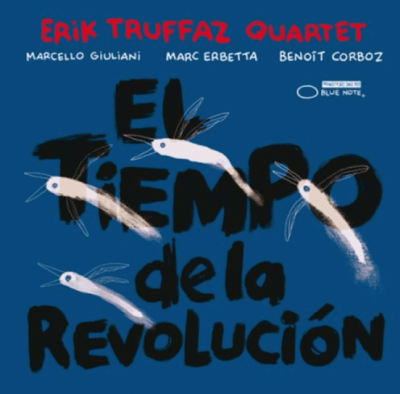 ERIK TRUFFAZ QUARTET
MARCELLO GIULIANI MARC ERBETTA BENOÎT CORBOZ
BLUE NOTE
EL
TIEMPO
de la
REVOLUCIÓN